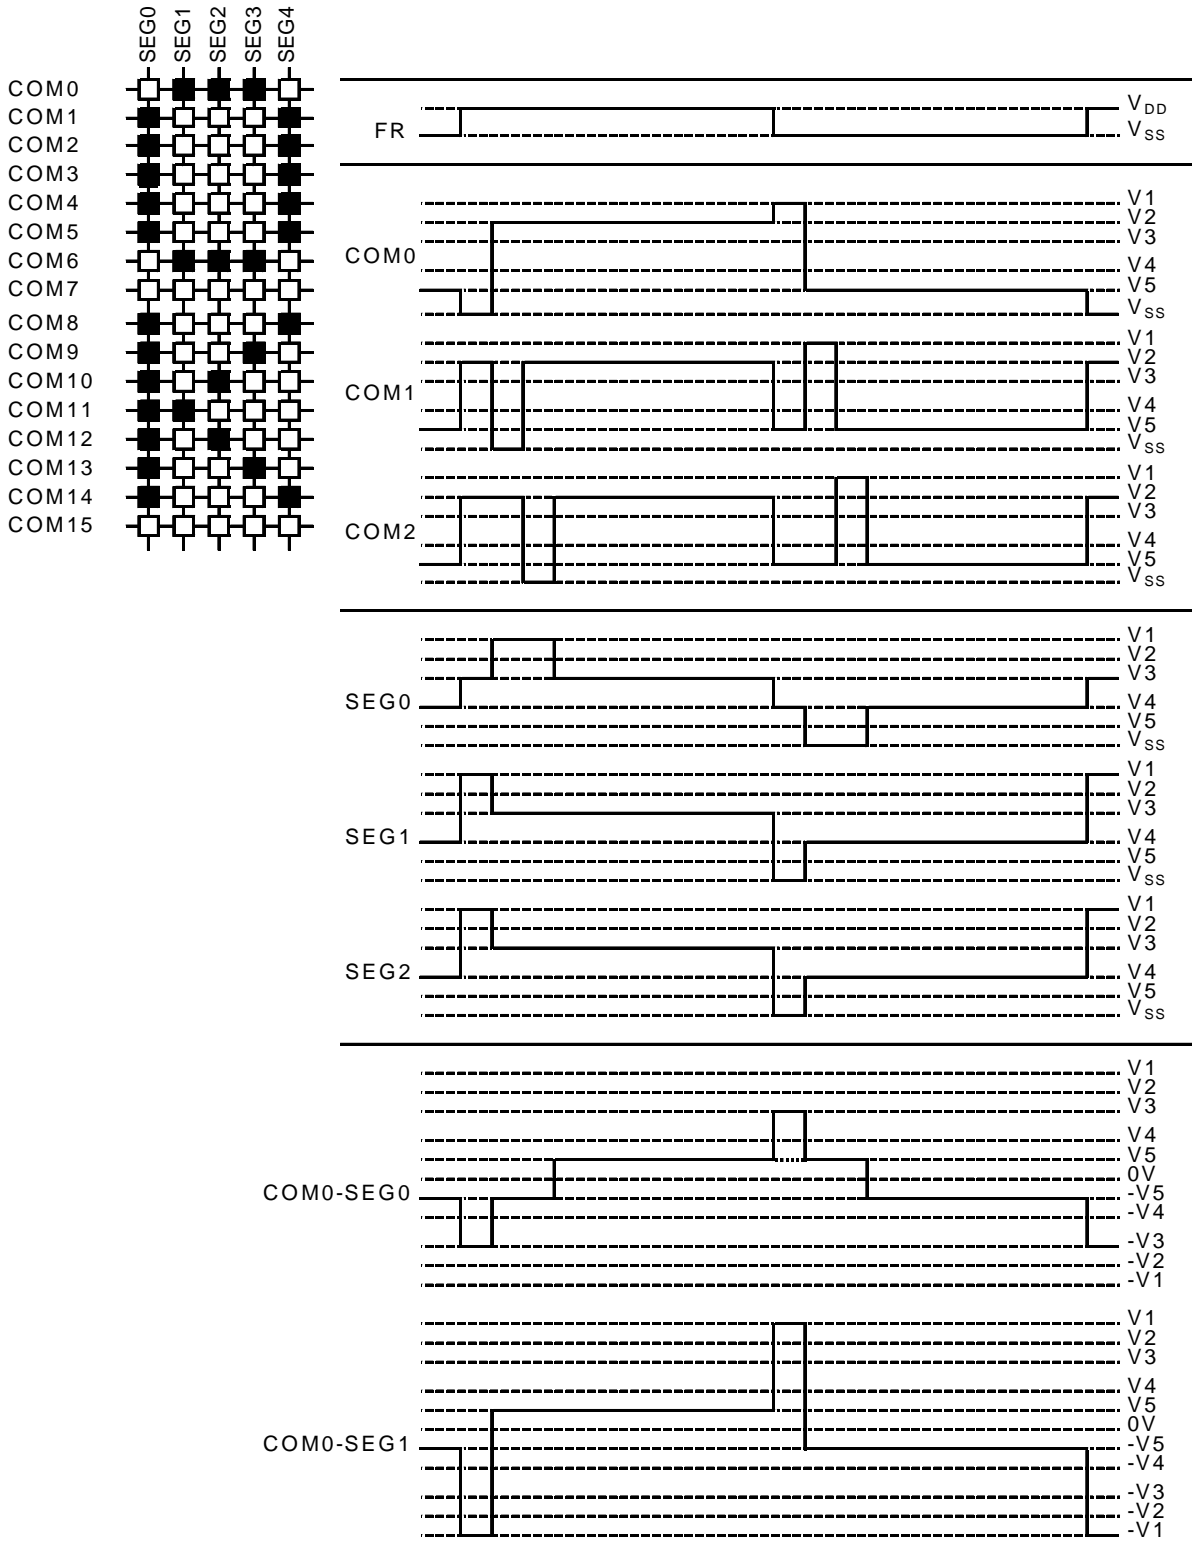 SEG0
SEG1
SEG2
SEG3
SEG4
COM0
COM1
COM2
COM3
COM4
COM5
COM6
COM7
COM8
COM9
COM10
COM11
COM12
COM13
COM14
COM15
FR
VDD
VSS
COM0
V1
V2
V3
V4
V5
VSS
COM1
V1
V2
V3
V4
V5
VSS
COM2
V1
V2
V3
V4
V5
VSS
SEG0
V1
V2
V3
V4
V5
VSS
SEG1
V1
V2
V3
V4
V5
VSS
SEG2
V1
V2
V3
V4
V5
VSS
COM0-SEG0
V1
V2
V3
V4
V5
0V
-V5
-V4
-V3
-V2
-V1
COM0-SEG1
V1
V2
V3
V4
V5
0V
-V5
-V4
-V3
-V2
-V1